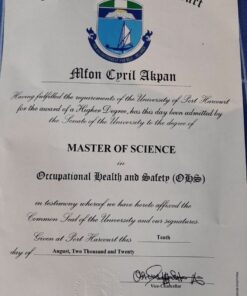 Mfon Cyril Akpan
Having fulfilled the requirements of the University of Port Harcourt
for the award of a Higher Degree, has this day been admitted by
the Senate of the University to the degree of
MASTER OF SCIENCE
in
Occupational Health and Safety (OHS)
in testimony whereof we have hereto affixed the
Common Seal of the University and our signatures.
Given at Port Harcourt this Tenth
day of August, Two Thousand and Twenty
Vice-Chancellor